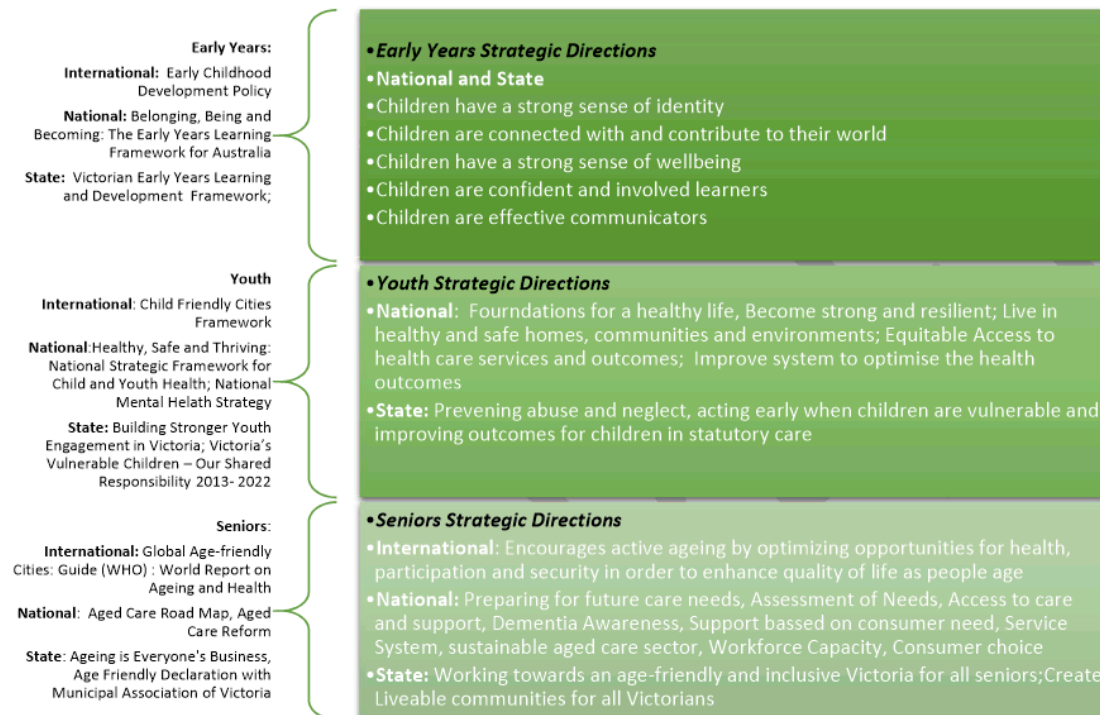 Early Years:
International: Early Childhood
Development Policy
National: Belonging, Being and
Becoming: The Early Years Learning
Framework for Australia
State: Victorian Early Years Learning
and Development Framework;
•Early Years Strategic Directions
•National and State
•Children have a strong sense of identity
•Children are connected with and contribute to their world
•Children have a strong sense of wellbeing
•Children are confident and involved learners
•Children are effective communicators
Youth
International: Child Friendly Cities
Framework
National:Healthy, Safe and Thriving:
National Strategic Framework for
Child and Youth Health; National
Mental Helath Strategy
State: Building Stronger Youth
Engagement in Victoria; Victoria's
Vulnerable Children – Our Shared
Responsibility 2013- 2022
•Youth Strategic Directions
•National: Fourndations for a healthy life, Become strong and resilient; Live in
healthy and safe homes, communities and environments; Equitable Access to
health care services and outcomes; Improve system to optimise the health
outcomes
•State: Prevening abuse and neglect, acting early when children are vulnerable and
improving outcomes for children in statutory care
Seniors:
International: Global Age-friendly
Cities: Guide (WHO) : World Report on
Ageing and Health
National: Aged Care Road Map, Aged
Care Reform
State: Ageing is Everyone's Business,
Age Friendly Declaration with
Municipal Association of Victoria
•Seniors Strategic Directions
•International: Encourages active ageing by optimizing opportunities for health,
participation and security in order to enhance quality of life as people age
•National: Preparing for future care needs, Assessment of Needs, Access to care
and support, Dementia Awareness, Support bassed on consumer need, Service
System, sustainable aged care sector, Workforce Capacity, Consumer choice
•State: Working towards an age-friendly and inclusive Victoria for all seniors;Create
Liveable communities for all Victorians